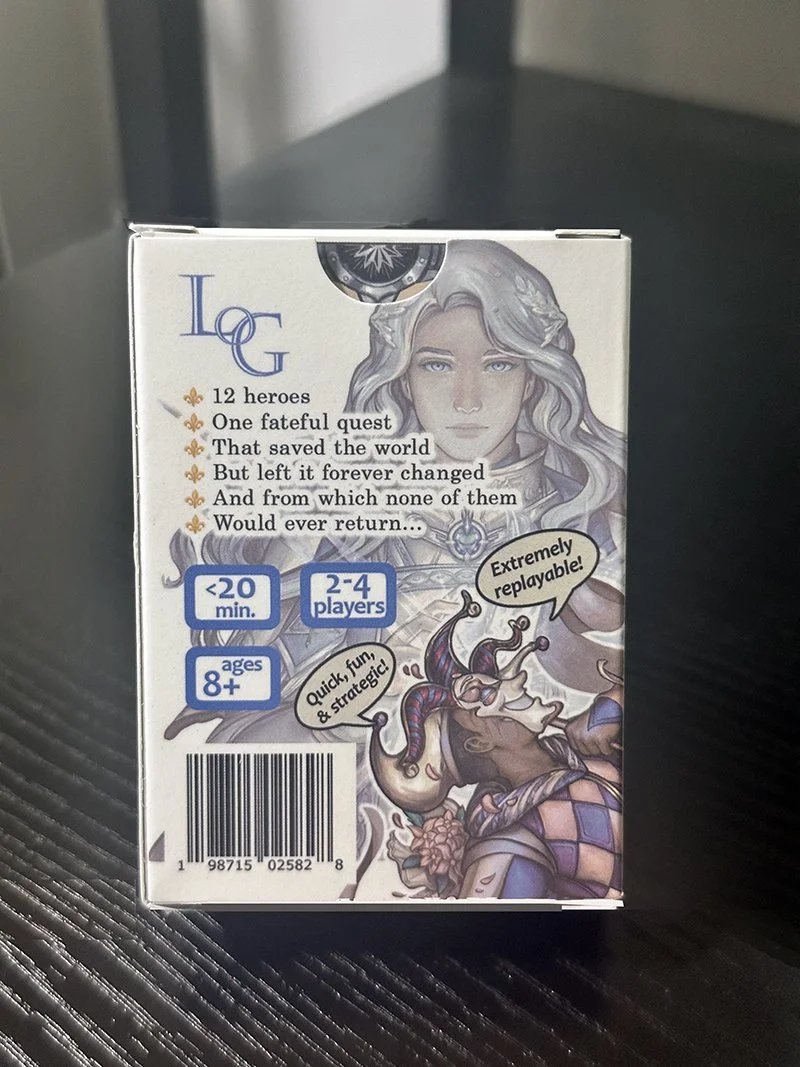 LoG
12 heroes
One fateful quest
That saved the world
But left it forever changed
And from which none of them
Would ever return...
<20
min.
2-4
players
Extremely
replayable!
ages
8+
Quick, fun,
& strategic!
1 98715 02582 8